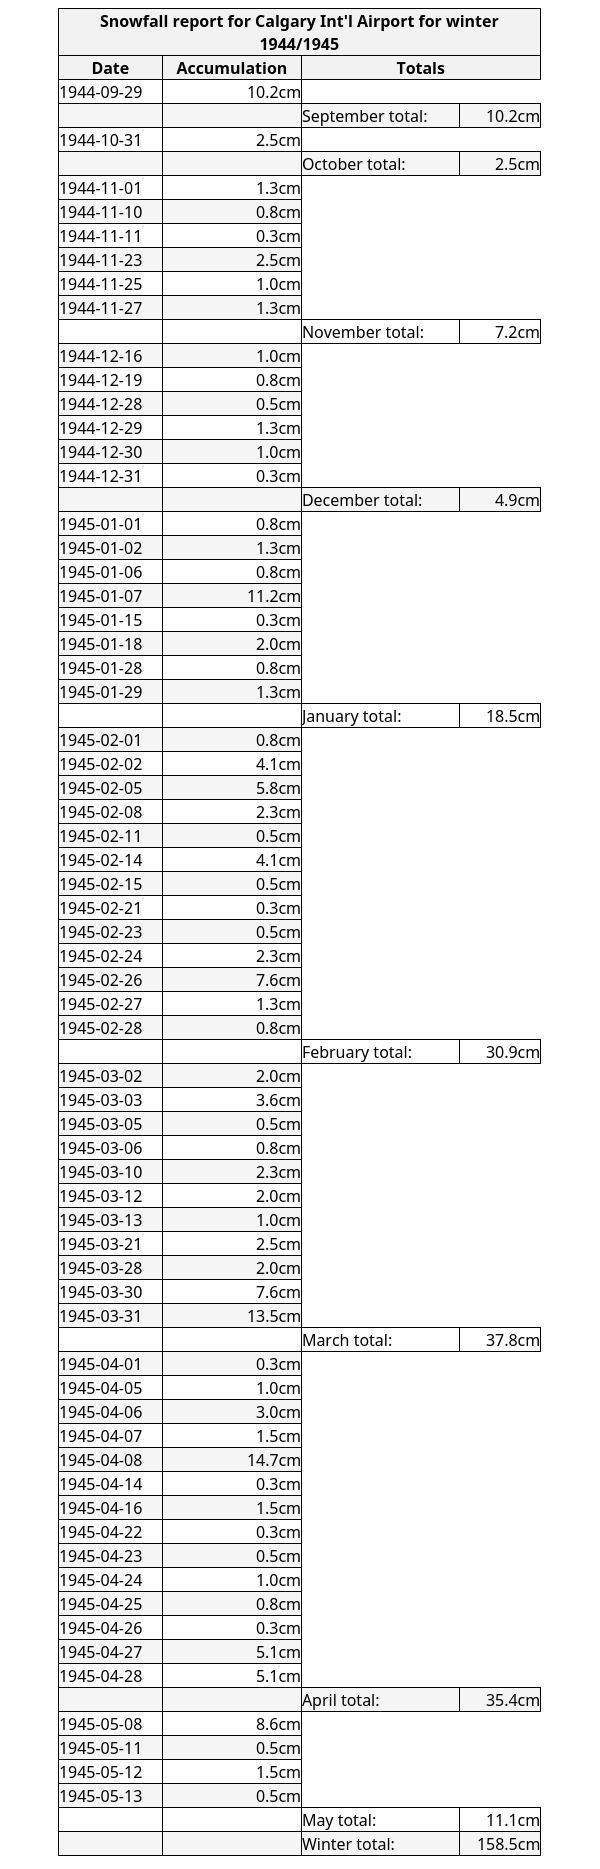 Snowfall report for Calgary Int'l Airport for winter
1944/1945
Date Accumulation Totals
1944-09-29 10.2cm
September total: 10.2cm
1944-10-31 2.5cm
October total: 2.5cm
1944-11-01 1.3cm
1944-11-10 0.8cm
1944-11-11 0.3cm
1944-11-23 2.5cm
1944-11-25 1.0cm
1944-11-27 1.3cm
November total: 7.2cm
1944-12-16 1.0cm
1944-12-19 0.8cm
1944-12-28 0.5cm
1944-12-29 1.3cm
1944-12-30 1.0cm
1944-12-31 0.3cm
December total: 4.9cm
1945-01-01 0.8cm
1945-01-02 1.3cm
1945-01-06 0.8cm
1945-01-07 11.2cm
1945-01-15 0.3cm
1945-01-18 2.0cm
1945-01-28 0.8cm
1945-01-29 1.3cm
January total: 18.5cm
1945-02-01 0.8cm
1945-02-02 4.1cm
1945-02-05 5.8cm
1945-02-08 2.3cm
1945-02-11 0.5cm
1945-02-14 4.1cm
1945-02-15 0.5cm
1945-02-21 0.3cm
1945-02-23 0.5cm
1945-02-24 2.3cm
1945-02-26 7.6cm
1945-02-27 1.3cm
1945-02-28 0.8cm
February total: 30.9cm
1945-03-02 2.0cm
1945-03-03 3.6cm
1945-03-05 0.5cm
1945-03-06 0.8cm
1945-03-10 2.3cm
1945-03-12 2.0cm
1945-03-13 1.0cm
1945-03-21 2.5cm
1945-03-28 2.0cm
1945-03-30 7.6cm
1945-03-31 13.5cm
March total: 37.8cm
1945-04-01 0.3cm
1945-04-05 1.0cm
1945-04-06 3.0cm
1945-04-07 1.5cm
1945-04-08 14.7cm
1945-04-14 0.3cm
1945-04-16 1.5cm
1945-04-22 0.3cm
1945-04-23 0.5cm
1945-04-24 1.0cm
1945-04-25 0.8cm
1945-04-26 0.3cm
1945-04-27 5.1cm
1945-04-28 5.1cm
April total: 35.4cm
1945-05-08 8.6cm
1945-05-11 0.5cm
1945-05-12 1.5cm
1945-05-13 0.5cm
May total: 11.1cm
Winter total: 158.5cm